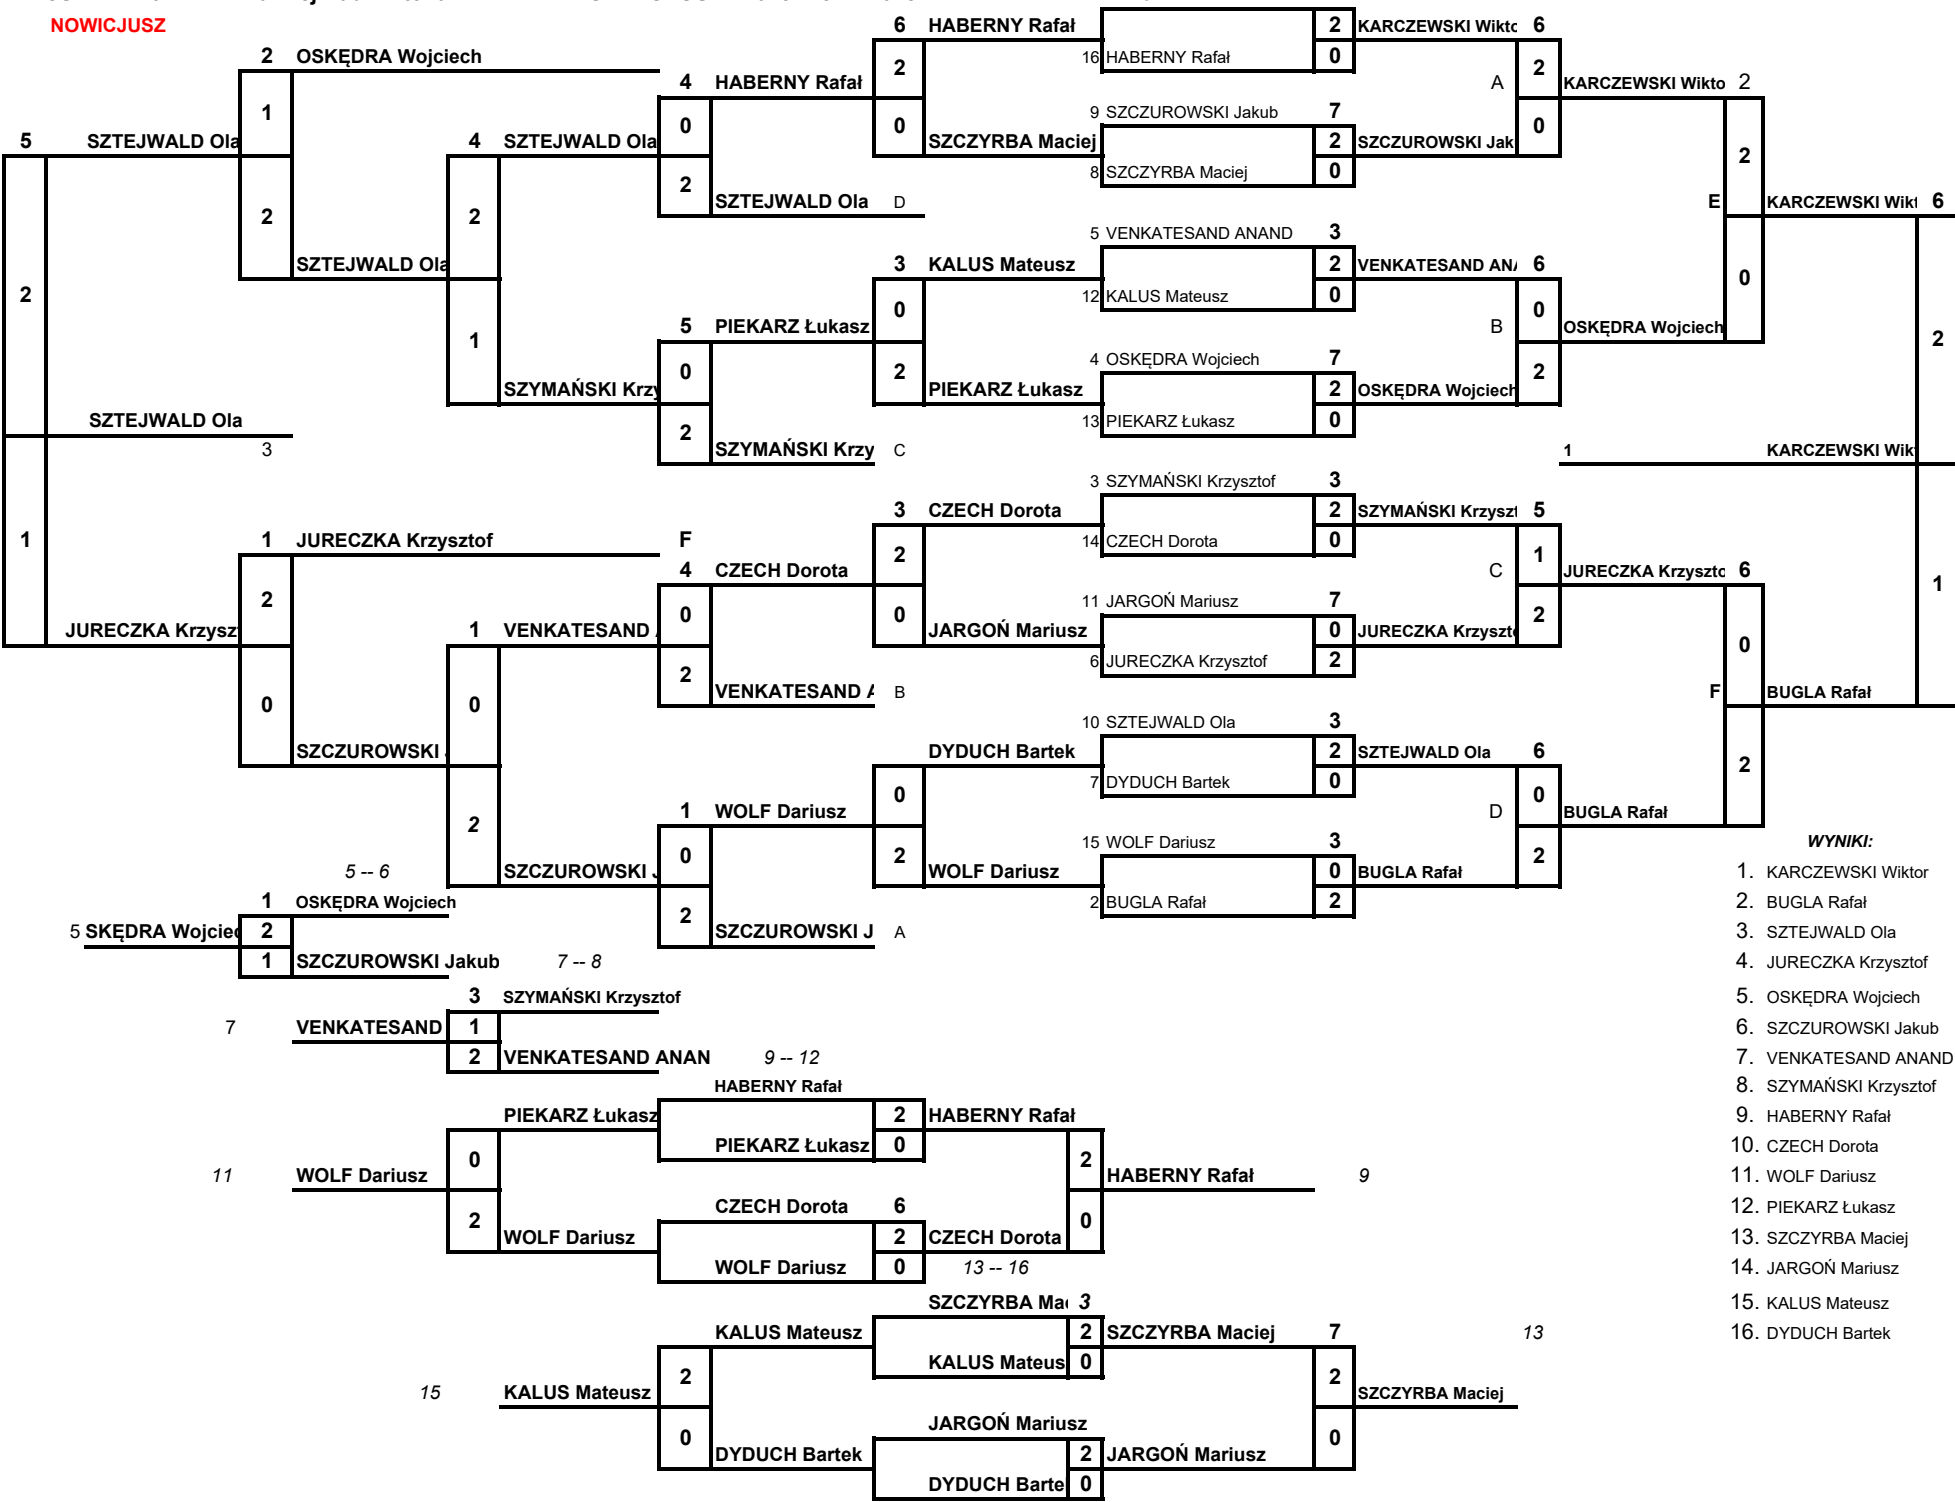 NOWICJUSZ
6 HABERNY Rafał 2 KARCZEWSKI Wiktc 6
2 OSKĘDRA Wojciech 2 16 HABERNY Rafał 0 2
4 HABERNY Rafał A KARCZEWSKI Wikto 2
1 9 SZCZUROWSKI Jakub 7
0 0 0
5 SZTEJWALD Ola 4 SZTEJWALD Ola SZCZYRBA Maciej 2 SZCZUROWSKI Jak 2
8 SZCZYRBA Maciej 0
2
SZTEJWALD Ola D E KARCZEWSKI Wikt 6
2 2
5 VENKATESAND ANAND 3
SZTEJWALD Ola 3 KALUS Mateusz 2 VENKATESAND ANA 6 0
2 12 KALUS Mateusz 0
0 0
5 PIEKARZ Łukasz B OSKĘDRA Wojciech
1 2
4 OSKĘDRA Wojciech 7
0 2 2
SZYMAŃSKI Krzy PIEKARZ Łukasz 2 OSKĘDRA Wojciech
SZTEJWALD Ola 13 PIEKARZ Łukasz 0
2
3 SZYMAŃSKI Krzy C 1 KARCZEWSKI Wik
3 SZYMAŃSKI Krzysztof 3
3 CZECH Dorota 2 SZYMAŃSKI Krzyszt 5
1 1 JURECZKA Krzysztof F 14 CZECH Dorota 0
2 1
4 CZECH Dorota C JURECZKA Krzysztc 6
1
2 11 JARGOŃ Mariusz 7
0 2
JURECZKA Krzysz 1 VENKATESAND A 0 JARGOŃ Mariusz 0 JURECZKA Krzyszto
0
6 JURECZKA Krzysztof 2
2
VENKATESAND A B F BUGLA Rafał
0 0
10 SZTEJWALD Ola 3
SZCZUROWSKI J DYDUCH Bartek 2 SZTEJWALD Ola 6
2
7 DYDUCH Bartek 0
0 0
1 WOLF Dariusz D BUGLA Rafał
2
15 WOLF Dariusz 3 WYNIKI:
0 2 2
5 -- 6 SZCZUROWSKI J WOLF Dariusz 0 BUGLA Rafał 1. KARCZEWSKI Wiktor
1 OSKĘDRA Wojciech 2 BUGLA Rafał 2 2. BUGLA Rafał
2
5 SKĘDRA Wojciec 2 SZCZUROWSKI J A 3. SZTEJWALD Ola
1 SZCZUROWSKI Jakub 7 -- 8 4. JURECZKA Krzysztof
3 SZYMAŃSKI Krzysztof 5. OSKĘDRA Wojciech
7 VENKATESAND 1 6. SZCZUROWSKI Jakub
2 VENKATESAND ANAN 9 -- 12 7. VENKATESAND ANAND
HABERNY Rafał 8. SZYMAŃSKI Krzysztof
PIEKARZ Łukasz 2 HABERNY Rafał 9. HABERNY Rafał
PIEKARZ Łukasz 0 10. CZECH Dorota
0 2
11 WOLF Dariusz HABERNY Rafał 9 11. WOLF Dariusz
CZECH Dorota 6 12. PIEKARZ Łukasz
2 0
WOLF Dariusz 2 CZECH Dorota 13. SZCZYRBA Maciej
WOLF Dariusz 0 13 -- 16 14. JARGOŃ Mariusz
SZCZYRBA Mac 3 15. KALUS Mateusz
KALUS Mateusz 2 SZCZYRBA Maciej 7 13 16. DYDUCH Bartek
KALUS Mateus 0
2 2
15 KALUS Mateusz SZCZYRBA Maciej
JARGOŃ Mariusz
0 0
DYDUCH Bartek 2 JARGOŃ Mariusz
DYDUCH Barte 0